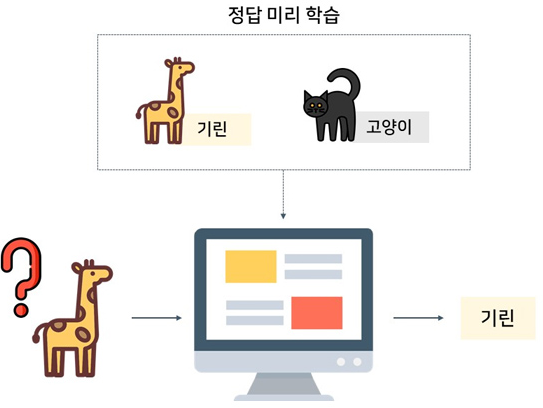 정답 미리 학습
기린
고양이
기린